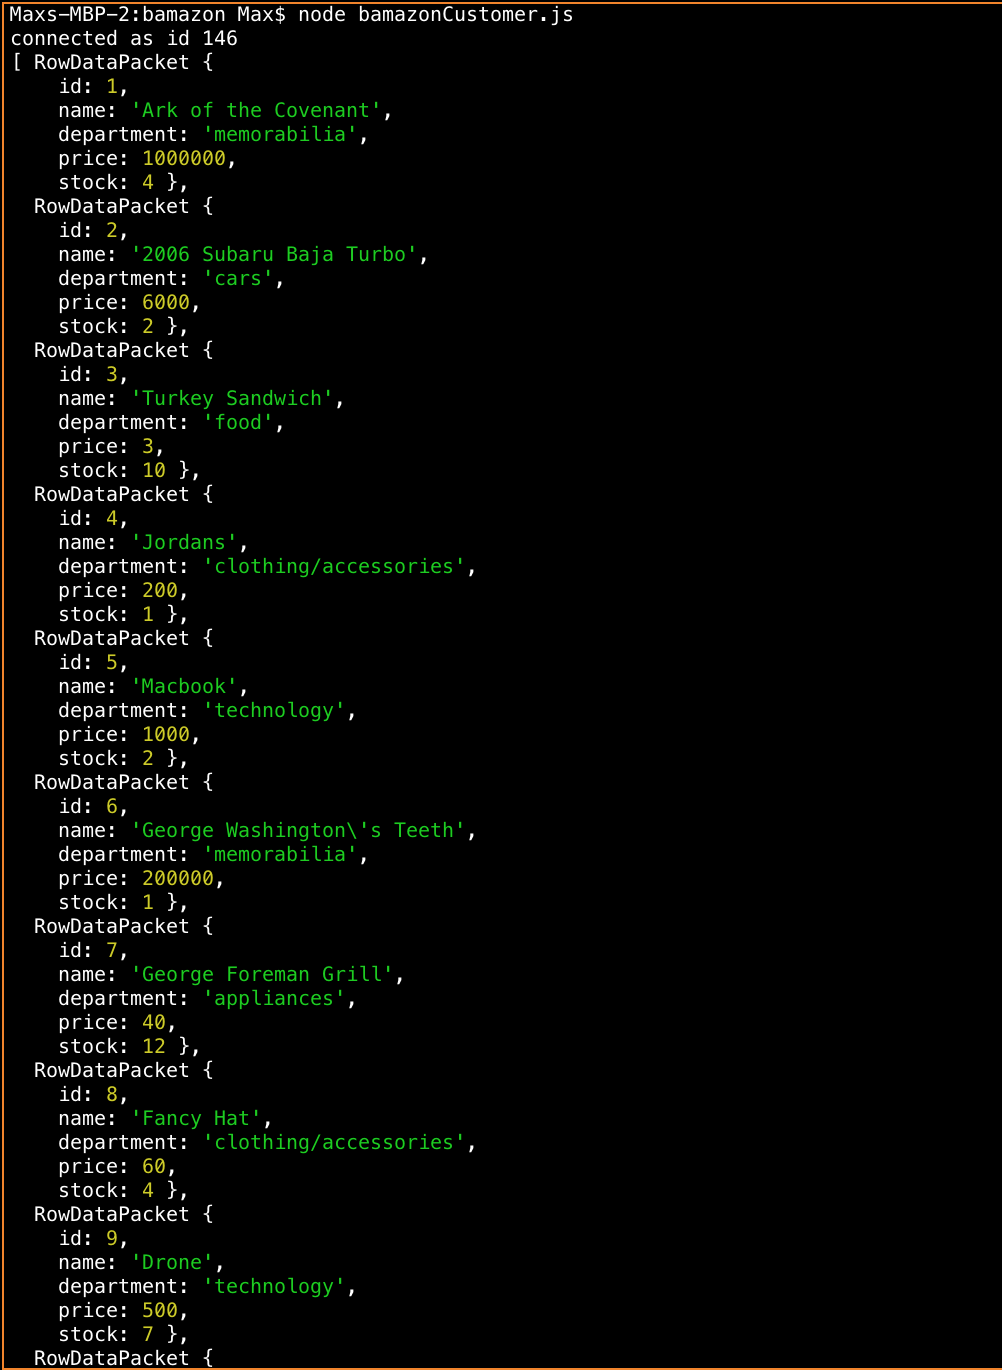 Maxs-MBP-2:bamazon Max$ node bamazonCustomer.js
connected as id 146
[ RowDataPacket {
    id: 1,
    name: 'Ark of the Covenant',
    department: 'memorabilia',
    price: 1000000,
    stock: 4 },
  RowDataPacket {
    id: 2,
    name: '2006 Subaru Baja Turbo',
    department: 'cars',
    price: 6000,
    stock: 2 },
  RowDataPacket {
    id: 3,
    name: 'Turkey Sandwich',
    department: 'food',
    price: 3,
    stock: 10 },
  RowDataPacket {
    id: 4,
    name: 'Jordans',
    department: 'clothing/accessories',
    price: 200,
    stock: 1 },
  RowDataPacket {
    id: 5,
    name: 'Macbook',
    department: 'technology',
    price: 1000,
    stock: 2 },
  RowDataPacket {
    id: 6,
    name: 'George Washington\'s Teeth',
    department: 'memorabilia',
    price: 200000,
    stock: 1 },
  RowDataPacket {
    id: 7,
    name: 'George Foreman Grill',
    department: 'appliances',
    price: 40,
    stock: 12 },
  RowDataPacket {
    id: 8,
    name: 'Fancy Hat',
    department: 'clothing/accessories',
    price: 60,
    stock: 4 },
  RowDataPacket {
    id: 9,
    name: 'Drone',
    department: 'technology',
    price: 500,
    stock: 7 },
  RowDataPacket {